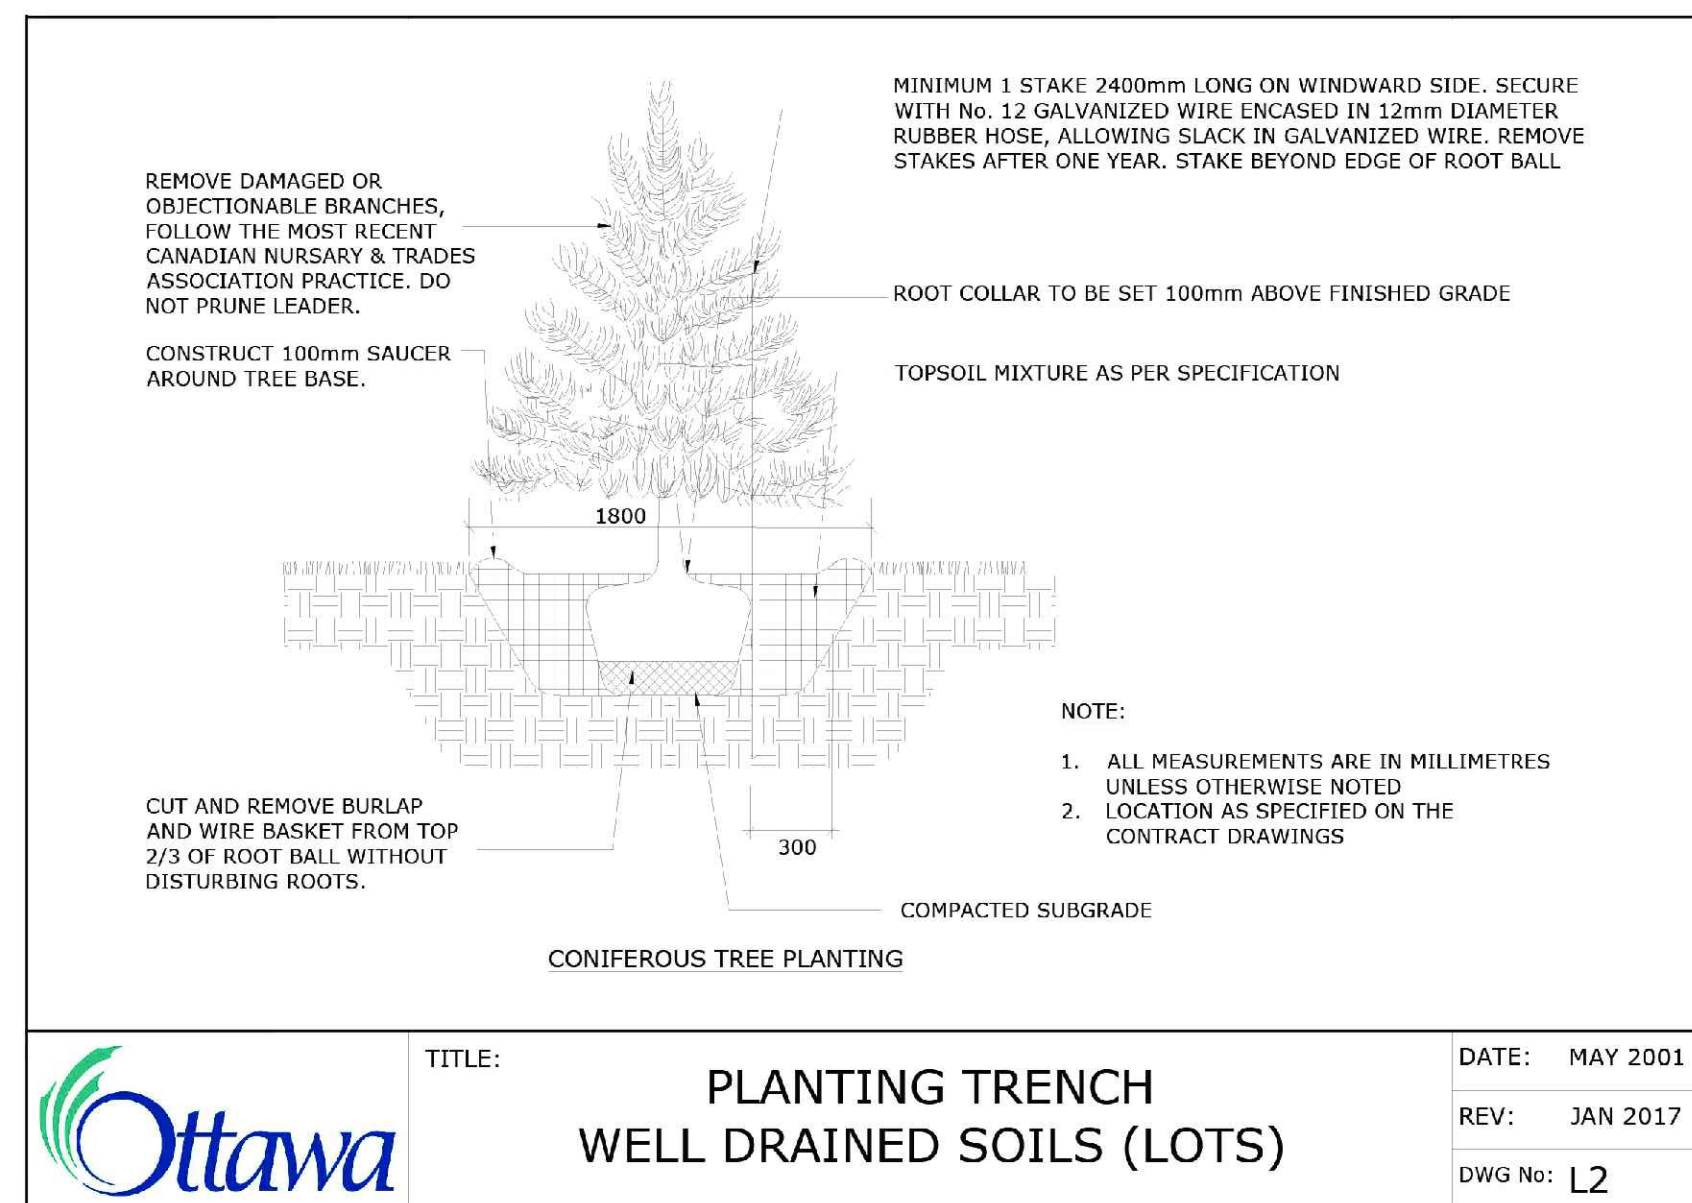 MINIMUM 1 STAKE 2400mm LONG ON WINDWARD SIDE. SECURE
WITH No. 12 GALVANIZED WIRE ENCASED IN 12mm DIAMETER
RUBBER HOSE, ALLOWING SLACK IN GALVANIZED WIRE. REMOVE
STAKES AFTER ONE YEAR. STAKE BEYOND EDGE OF ROOT BALL
REMOVE DAMAGED OR
OBJECTIONABLE BRANCHES,
FOLLOW THE MOST RECENT
CANADIAN NURSARY & TRADES
ASSOCIATION PRACTICE. DO
NOT PRUNE LEADER.
ROOT COLLAR TO BE SET 100mm ABOVE FINISHED GRADE
CONSTRUCT 100mm SAUCER
AROUND TREE BASE.
TOPSOIL MIXTURE AS PER SPECIFICATION
1800
NOTE:
1. ALL MEASUREMENTS ARE IN MILLIMETRES
UNLESS OTHERWISE NOTED
2. LOCATION AS SPECIFIED ON THE
CONTRACT DRAWINGS
CUT AND REMOVE BURLAP
AND WIRE BASKET FROM TOP
2/3 OF ROOT BALL WITHOUT
DISTURBING ROOTS.
300
COMPACTED SUBGRADE
CONIFEROUS TREE PLANTING
Ottawa
TITLE:
PLANTING TRENCH
WELL DRAINED SOILS (LOTS)
DATE: MAY 2001
REV: JAN 2017
DWG No: L2